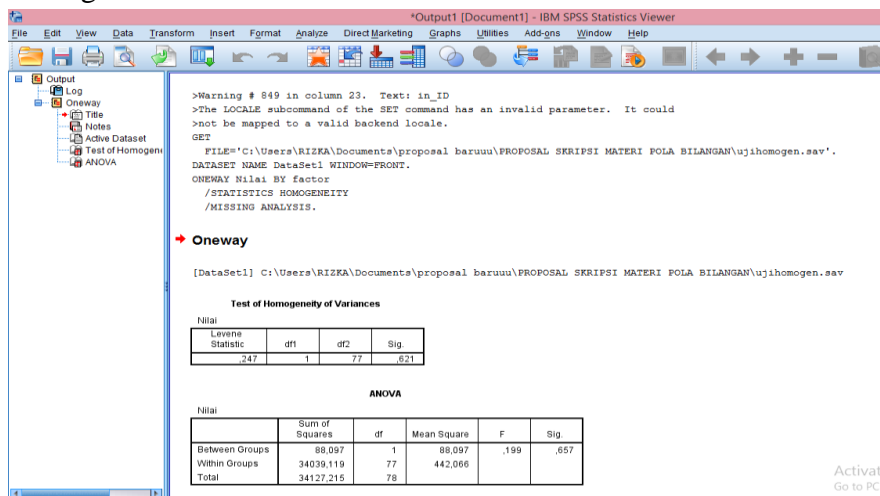 *Output1 [Document1] - IBM SPSS Statistics Viewer
File Edit View Data Transform Insert Format Analyze Direct Marketing Graphs Utilities Add-ons Window Help
Output
Log
Oneway
Title
Notes
Active Dataset
Test of Homogene
ANOVA
>Warning # 849 in column 23. Text: in_ID
>The LOCALE subcommand of the SET command has an invalid parameter. It could
>not be mapped to a valid backend locale.
GET
FILE='C:\Users\RIZKA\Documents\proposal baruuu\PROPOSAL SKRIPSI MATERI POLA BILANGAN\ujihomogen.sav'.
DATASET NAME DataSet1 WINDOW=FRONT.
ONEWAY Nilai BY factor
/STATISTICS HOMOGENEITY
/MISSING ANALYSIS.
Oneway
[DataSet1] C:\Users\RIZKA\Documents\proposal baruuu\PROPOSAL SKRIPSI MATERI POLA BILANGAN\ujihomogen.sav
Test of Homogeneity of Variances
Nilai
Levene
Statistic df1 df2 Sig.
,247 1 77 ,621
ANOVA
Nilai
Sum of
Squares df Mean Square F Sig.
Between Groups 88,097 1 88,097 ,199 ,657
Within Groups 34039,119 77 442,066
Total 34127,215 78
Activat
Go to PC